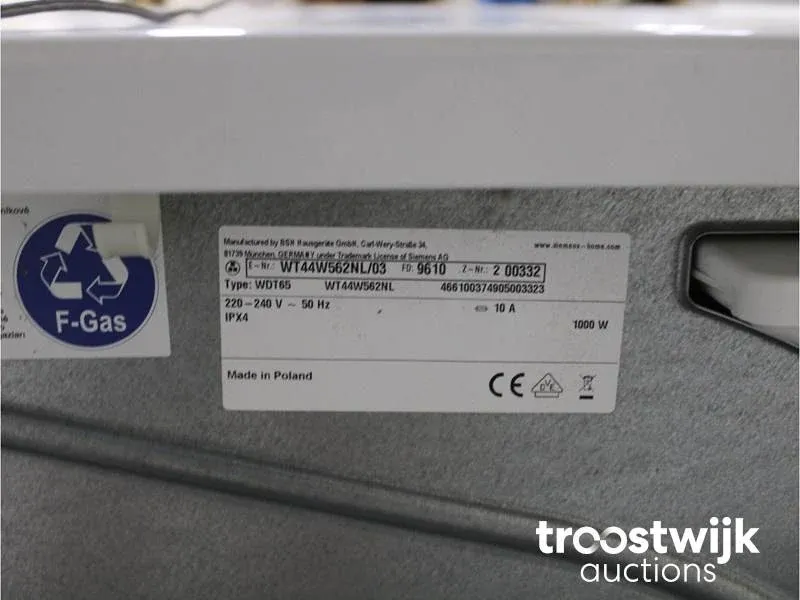 nikově
F-Gas
Manufactured by BSH Hausgeräte GmbH, Carl-Wery-Straße 34,
81739 München, GERMANY under Trademark License of Siemens AG
www.siemens-home.com
E-Nr.: WT44W562NL/03 FD: 9610 Z-Nr.: 2 00332
Type: WDT65 WT44W562NL 466100374905003323
220-240 V ~ 50 Hz 10 A
IPX4 1000 W
Made in Poland
CE VDE
troostwijk
auctions